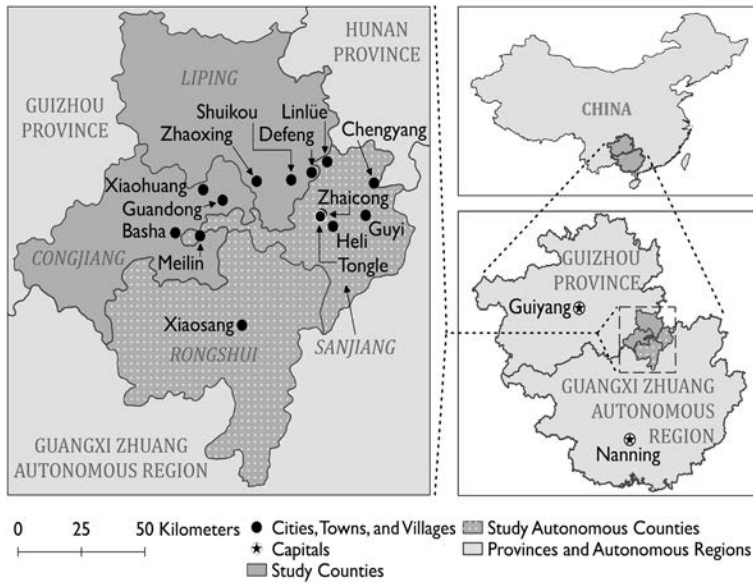 HUNAN
PROVINCE
LIPING
GUIZHOU
PROVINCE
Shuikou
Linlüe
Zhaoxing
Defeng
Chengyang
Xiaohuang
Zhaicong
Guandong
Basha
Guyi
Heli
CONGJIANG
Meilin
Tongle
Xiaosang
RONGSHUI
SANJIANG
GUANGXI ZHUANG
AUTONOMOUS REGION
CHINA
GUIZHOU
PROVINCE
Guiyang
GUANGXI ZHUANG
AUTONOMOUS
REGION
Nanning
0 25 50 Kilometers
Cities, Towns, and Villages
Capitals
Study Counties
Study Autonomous Counties
Provinces and Autonomous Regions